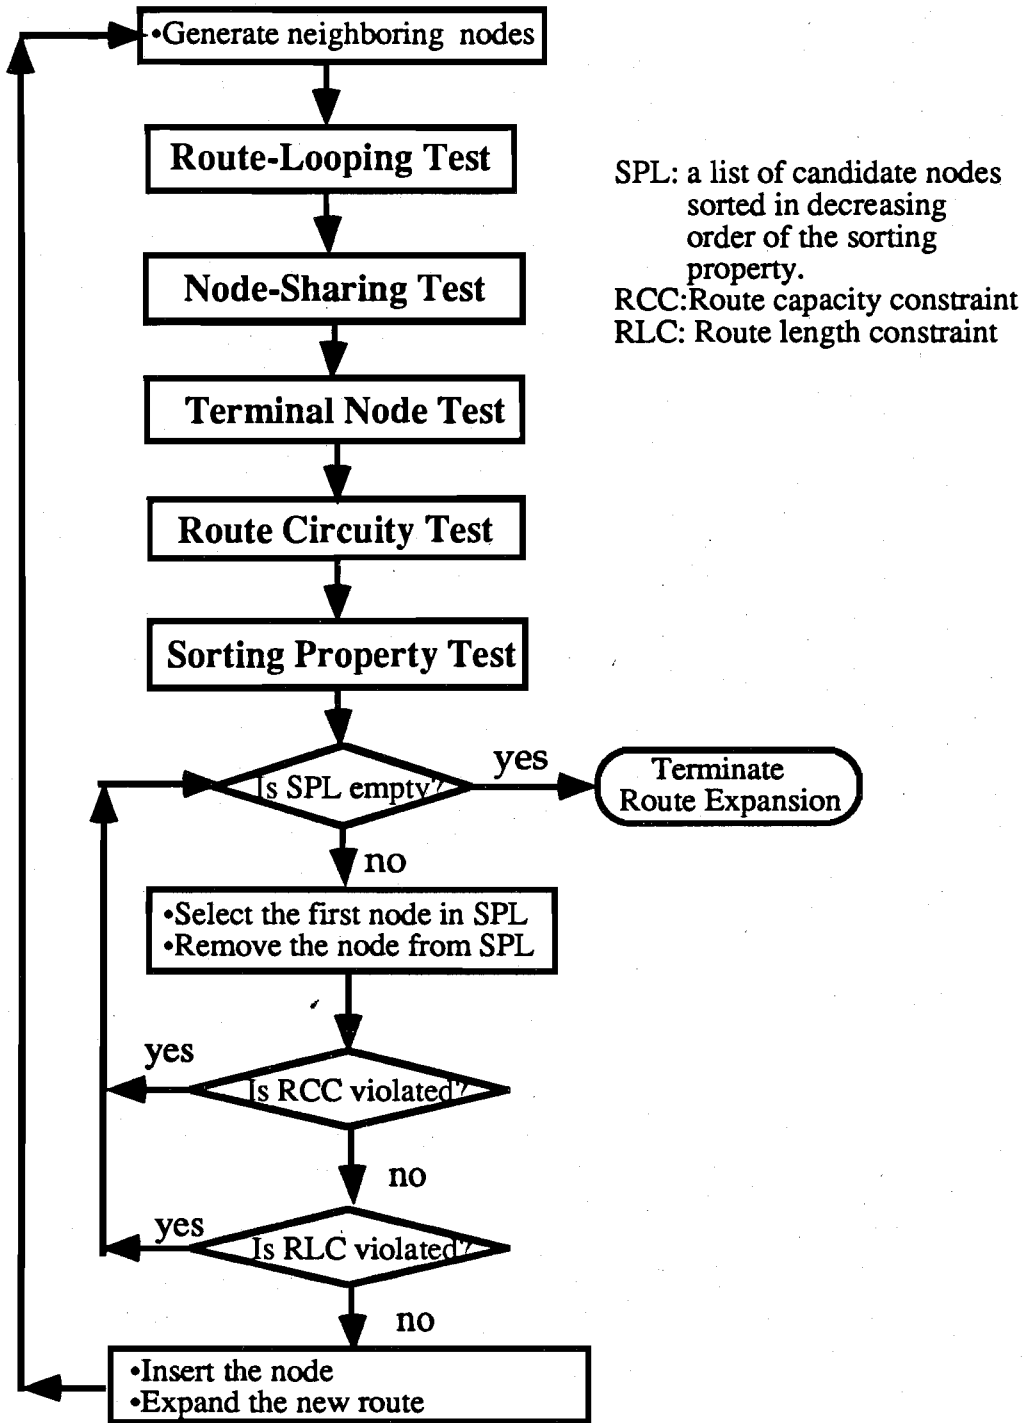 •Generate neighboring nodes
Route-Looping Test
SPL: a list of candidate nodes
sorted in decreasing
order of the sorting
property.
RCC:Route capacity constraint
RLC: Route length constraint
Node-Sharing Test
Terminal Node Test
Route Circuity Test
Sorting Property Test
Is SPL empty?
yes
Terminate
Route Expansion
no
•Select the first node in SPL
•Remove the node from SPL
yes
Is RCC violated?
no
yes
Is RLC violated?
no
•Insert the node
•Expand the new route